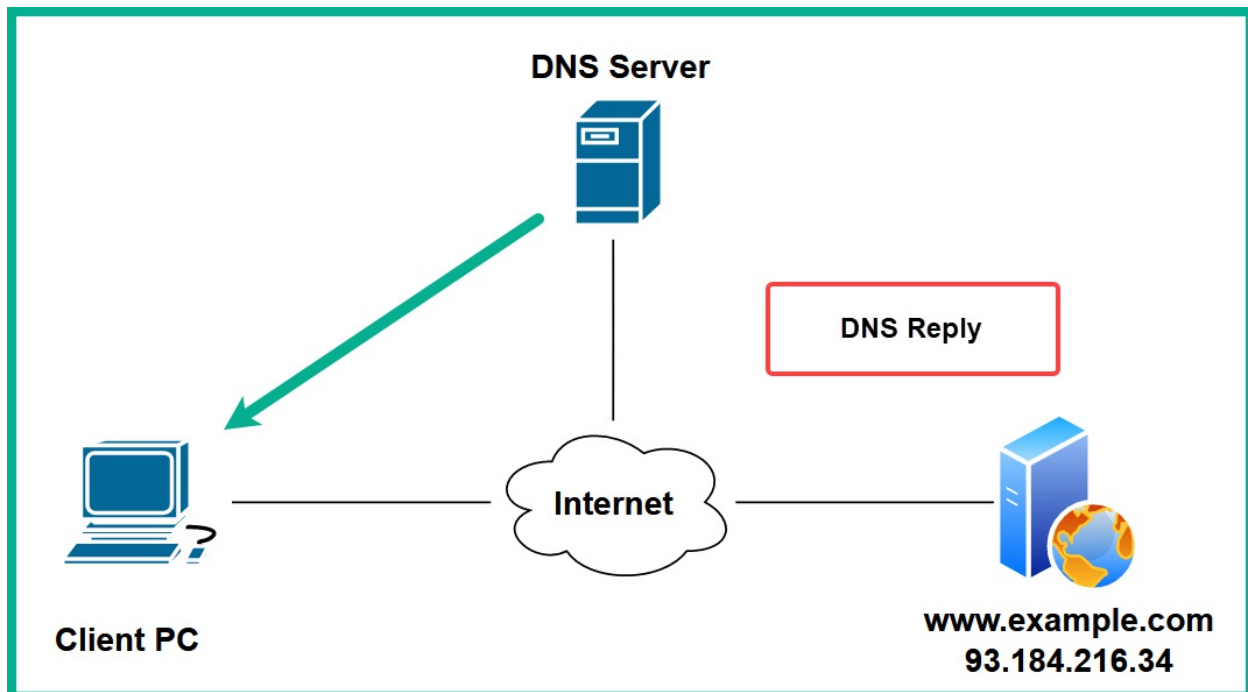 DNS Server
DNS Reply
Internet
Client PC
www.example.com
93.184.216.34